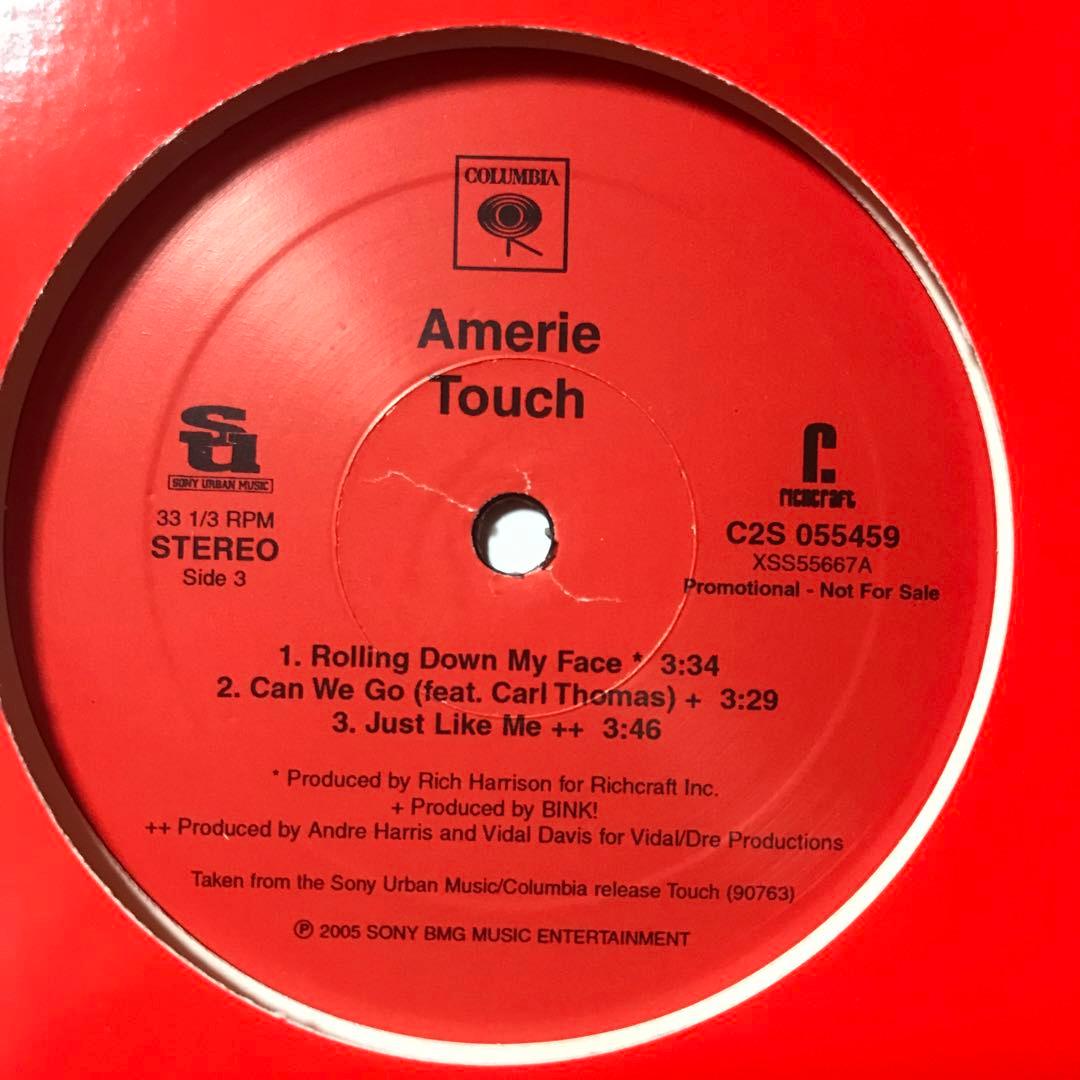 COLUMBIA
Amerie
Touch
su
SONY URBAN MUSIC
33 1/3 RPM
STEREO
Side 3
r
richcraft
C2S 055459
XSS55667A
Promotional - Not For Sale
1. Rolling Down My Face * 3:34
2. Can We Go (feat. Carl Thomas) + 3:29
3. Just Like Me ++ 3:46
* Produced by Rich Harrison for Richcraft Inc.
+ Produced by BINK!
++ Produced by Andre Harris and Vidal Davis for Vidal/Dre Productions
Taken from the Sony Urban Music/Columbia release Touch (90763)
℗ 2005 SONY BMG MUSIC ENTERTAINMENT